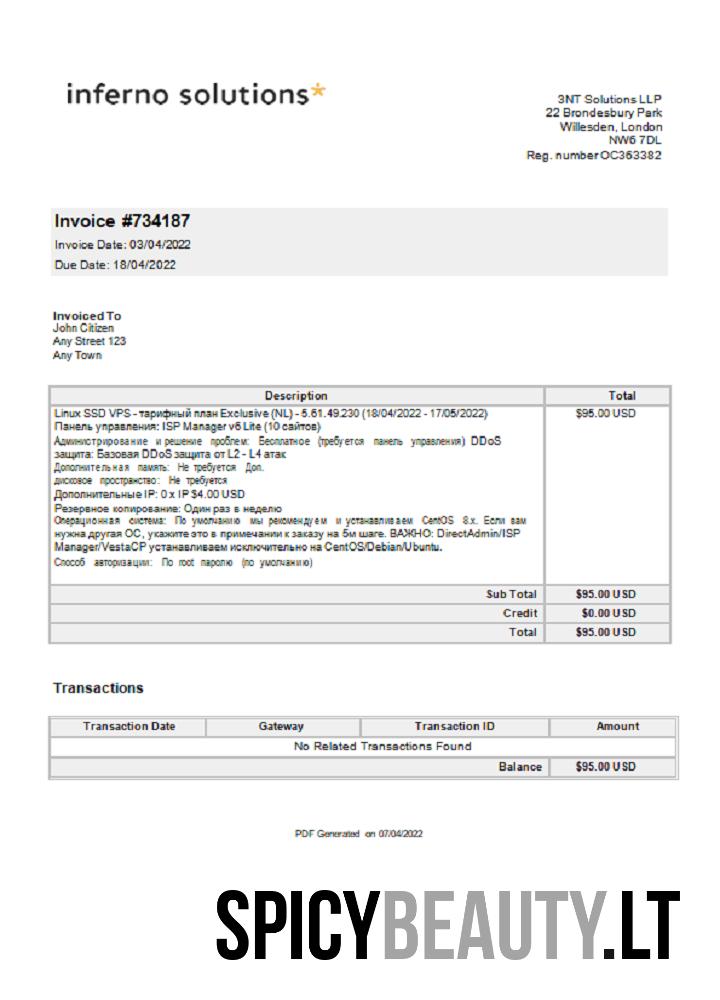 inferno solutions*
3NT Solutions LLP
22 Brondesbury Park
Willesden, London
NW6 7DL
Reg. number OC363382
Invoice #734187
Invoice Date: 03/04/2022
Due Date: 18/04/2022
Invoiced To
John Citizen
Any Street 123
Any Town
Description Total
Linux SSD VPS - тарифный план Exclusive (NL) - 5.61.49.230 (18/04/2022 - 17/05/2022) $95.00 USD
Панель управления: ISP Manager v6 Lite (10 сайтов)
Администрирование и решение проблем: Бесплатное (требуется панель управления) DDoS
защита: Базовая DDoS защита от L2 - L4 атак
Дополнительная память: Не требуется Доп.
дисковое пространство: Не требуется
Дополнительные IP: 0 x IP $4.00 USD
Резервное копирование: Один раз в неделю
Операционная система: По умолчанию мы рекомендуем и устанавливаем CentOS 8.x. Если вам
нужна другая ОС, укажите это в примечании к заказу на 5м шаге. ВАЖНО: DirectAdmin/ISP
Manager/VestaCP устанавливаем исключительно на CentOS/Debian/Ubuntu.
Способ авторизации: По root паролю (по умолчанию)
Sub Total $95.00 USD
Credit $0.00 USD
Total $95.00 USD
Transactions
Transaction Date Gateway Transaction ID Amount
No Related Transactions Found
Balance $95.00 USD
PDF Generated on 07/04/2022
SPICYBEAUTY.LT